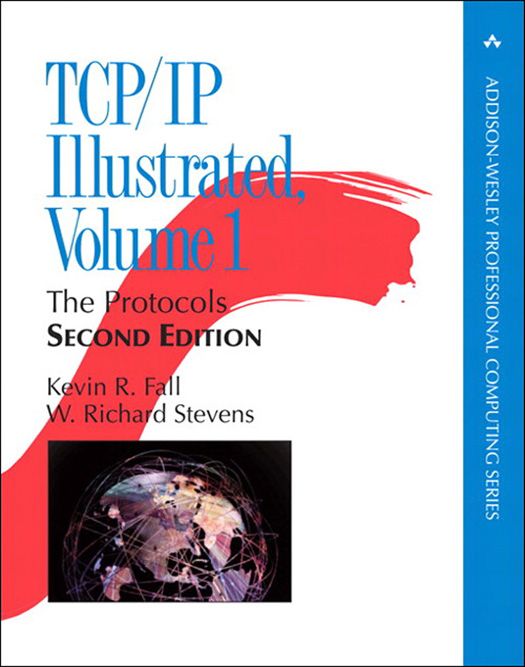 TCP/IP
Illustrated,
Volume 1
The Protocols
SECOND EDITION
Kevin R. Fall
W. Richard Stevens
ADDISON-WESLEY PROFESSIONAL COMPUTING SERIES